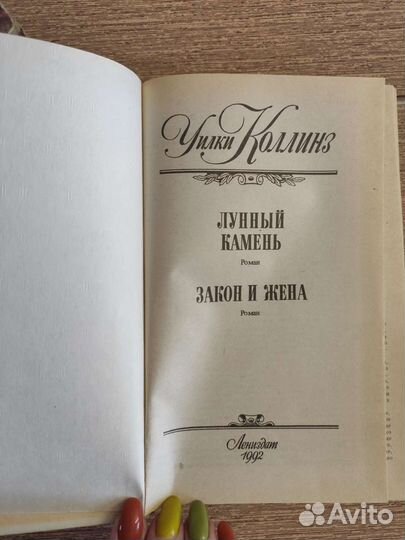 Уилки Коллинз
ЛУННЫЙ
КАМЕНЬ
Роман
ЗАКОН И ЖЕНА
Роман
Лениздат
1992
Avito